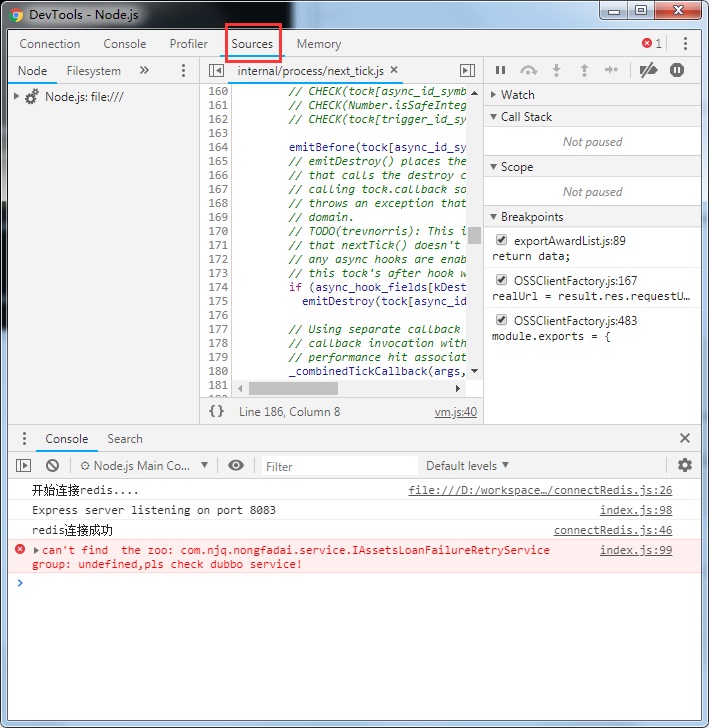 DevTools - Node.js
Connection Console Profiler Sources Memory 1
Node Filesystem »
internal/process/next_tick.js
Node.js: file:///
160 // CHECK(tock[async_id_symb
161 // CHECK(Number.isSafeInteg
162 // CHECK(tock[trigger_id_sy
163
164 emitBefore(tock[async_id_sy
165 // emitDestroy() places the
166 // that calls the destroy c
167 // calling tock.callback so
168 // throws an exception that
169 // domain.
170 // TODO(trevnorris): This i
171 // that nextTick() doesn't
172 // any async hooks are enab
173 // this tock's after hook w
174 if (async_hook_fields[kDest
175 emitDestroy(tock[async_id
176
177 // Using separate callback
178 // callback invocation with
179 // performance hit associat
180 _combinedTickCallback(args,
181
{} Line 186, Column 8 vm.js:40
Watch
Call Stack
Not paused
Scope
Not paused
Breakpoints
exportAwardList.js:89
return data;
OSSClientFactory.js:167
realUrl = result.res.requestU…
OSSClientFactory.js:483
module.exports = {
Console Search
Node.js Main Co... Filter Default levels
开始连接redis.... file:///D:/workspace…/connectRedis.js:26
Express server listening on port 8083 index.js:98
redis连接成功 connectRedis.js:46
can't find the zoo: com.njq.nongfadai.service.IAssetsLoanFailureRetryService index.js:99
group: undefined,pls check dubbo service!